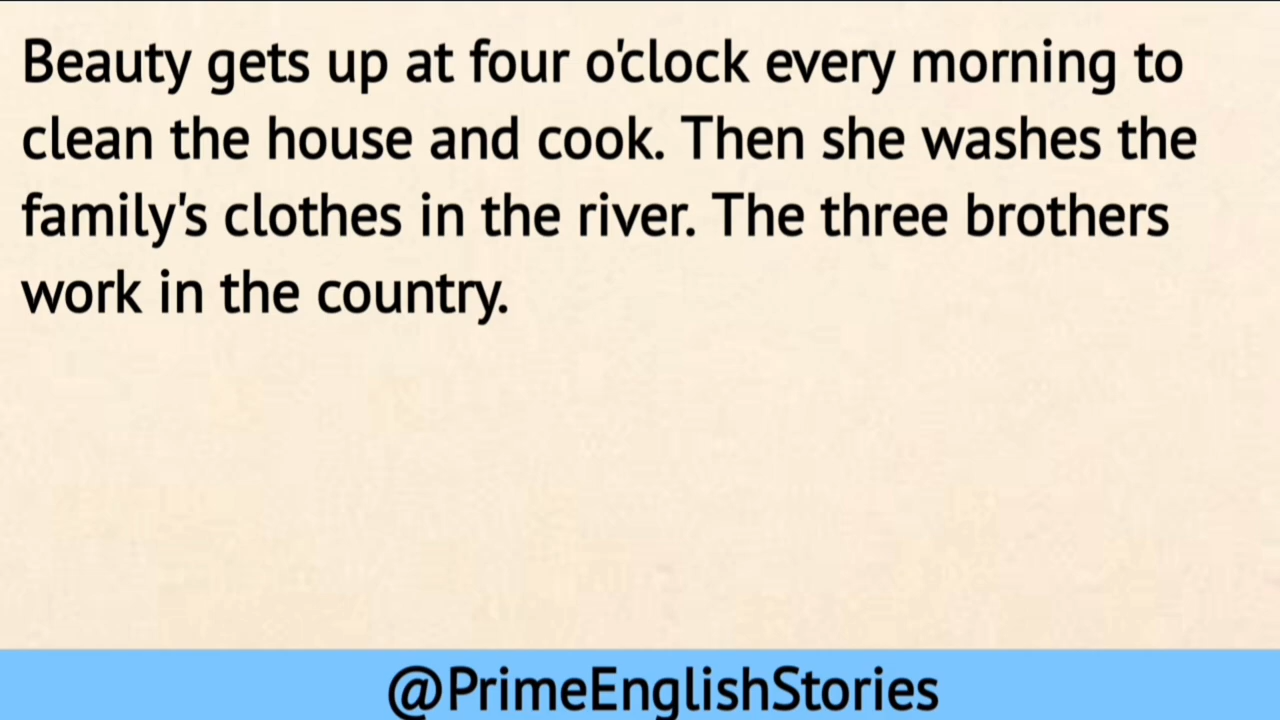 Beauty gets up at four o'clock every morning to
clean the house and cook. Then she washes the
family's clothes in the river. The three brothers
work in the country.
@PrimeEnglishStories